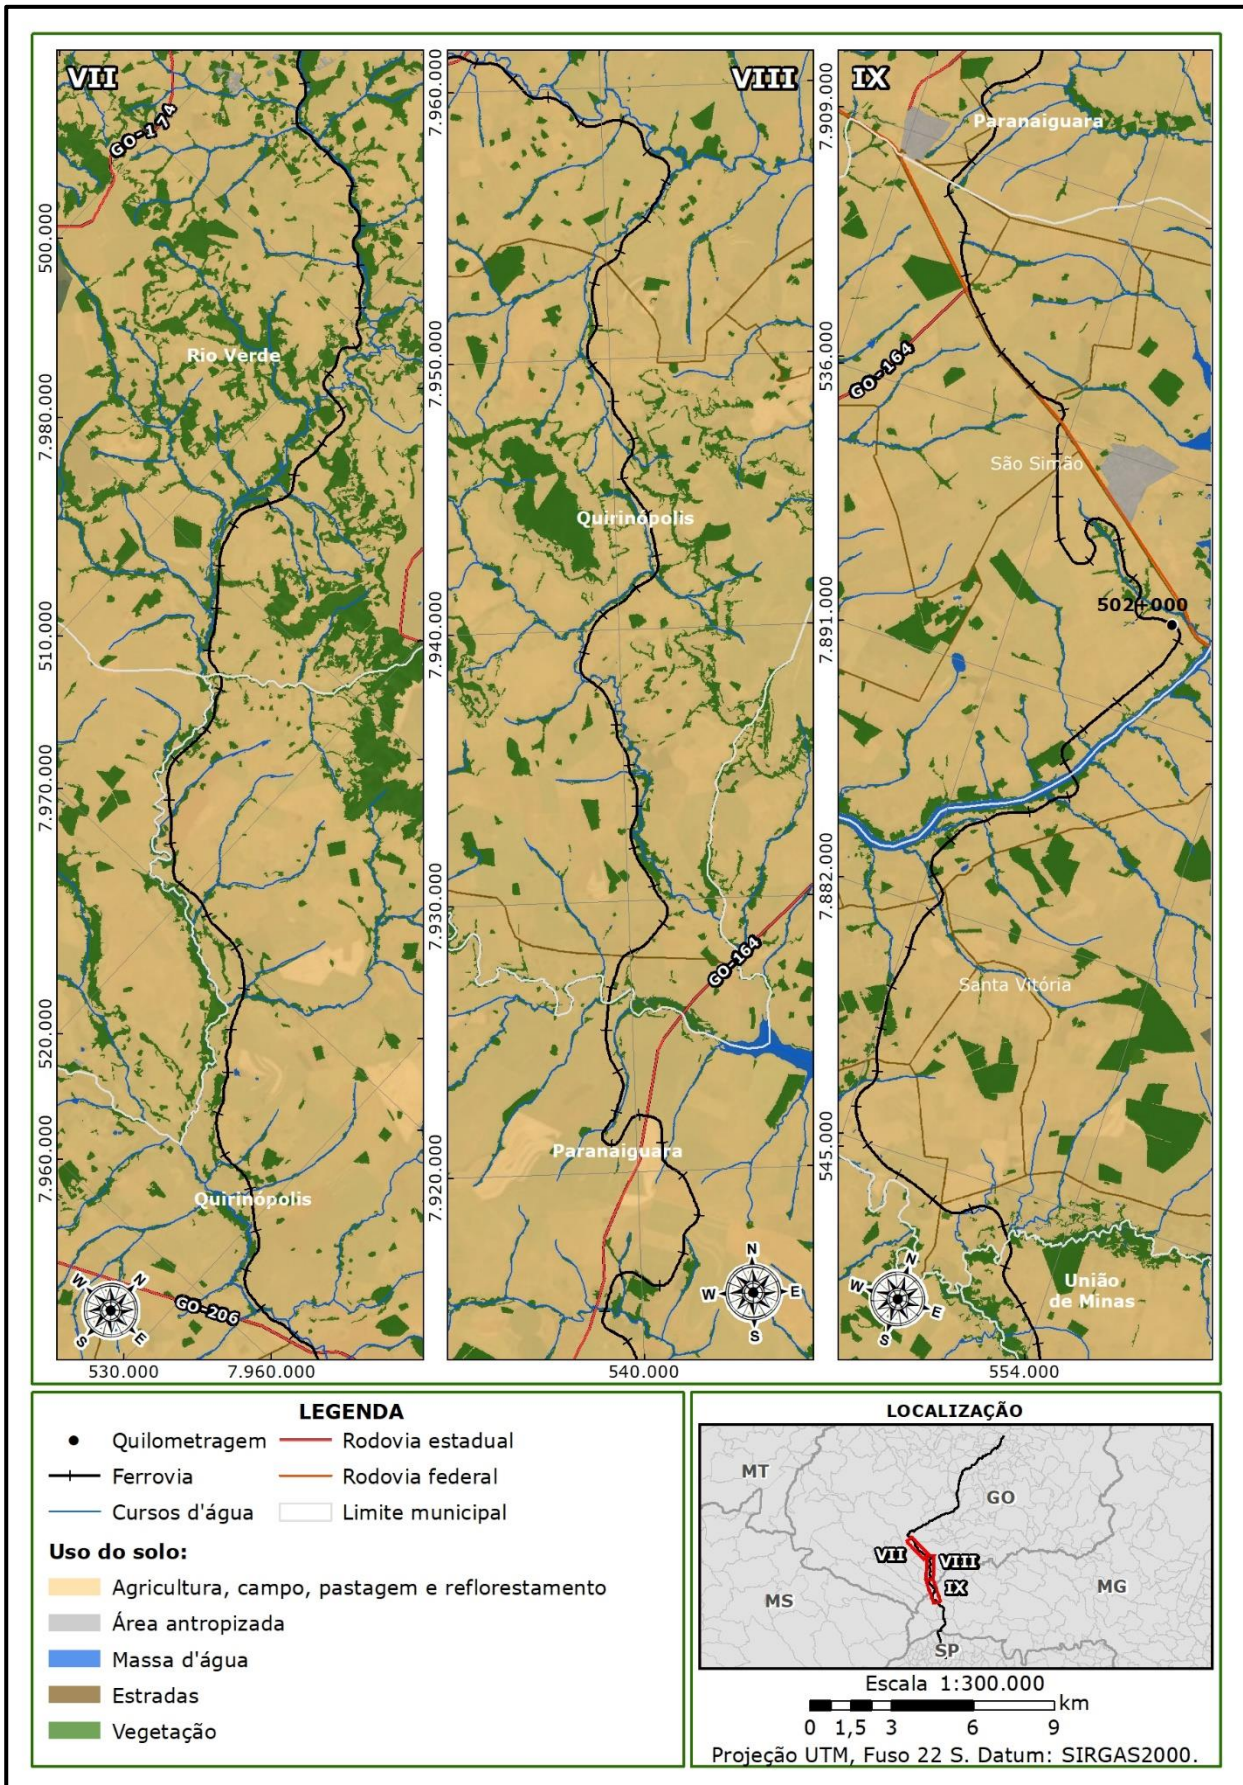 VII
GO-174
Rio Verde
Quirinópolis
GO-206
N
E
S
W
500.000
7.980.000
510.000
7.970.000
520.000
7.960.000
530.000
7.960.000
VIII
Quirinópolis
GO-164
Paranaiguara
N
E
S
W
7.960.000
7.950.000
7.940.000
7.930.000
7.920.000
540.000
IX
Paranaiguara
GO-164
São Simão
502+000
Santa Vitória
União
de Minas
N
E
S
W
7.909.000
536.000
7.891.000
7.882.000
545.000
554.000
LEGENDA
Quilometragem
Rodovia estadual
Ferrovia
Rodovia federal
Cursos d'água
Limite municipal
Uso do solo:
Agricultura, campo, pastagem e reflorestamento
Área antropizada
Massa d'água
Estradas
Vegetação
LOCALIZAÇÃO
MT
GO
VII
VIII
IX
MS
MG
SP
Escala 1:300.000
km
0 1,5 3 6 9
Projeção UTM, Fuso 22 S. Datum: SIRGAS2000.